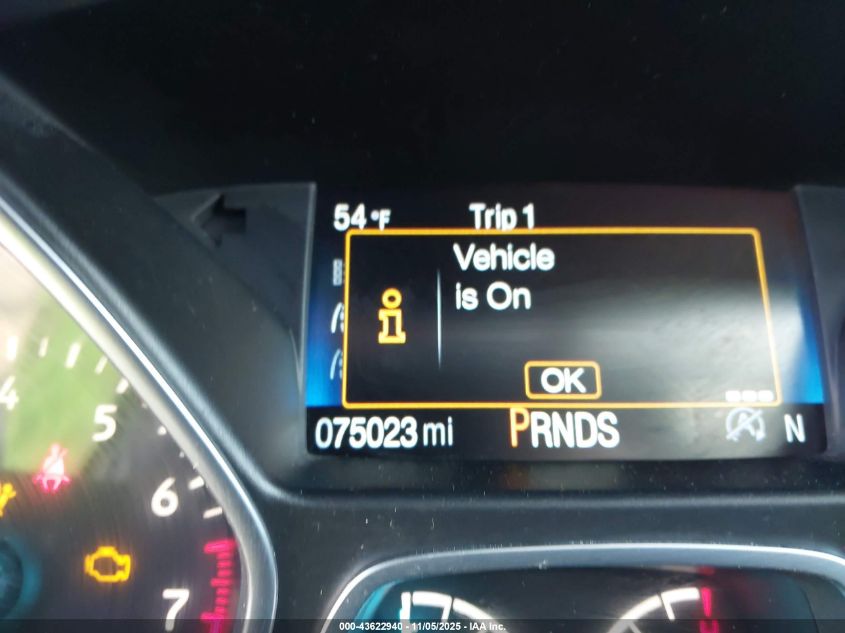 54 °F Trip 1
Vehicle
is On
OK
075023 mi PRNDS N
4
5
6
7
000-43622940 - 11/05/2025 - IAA Inc.